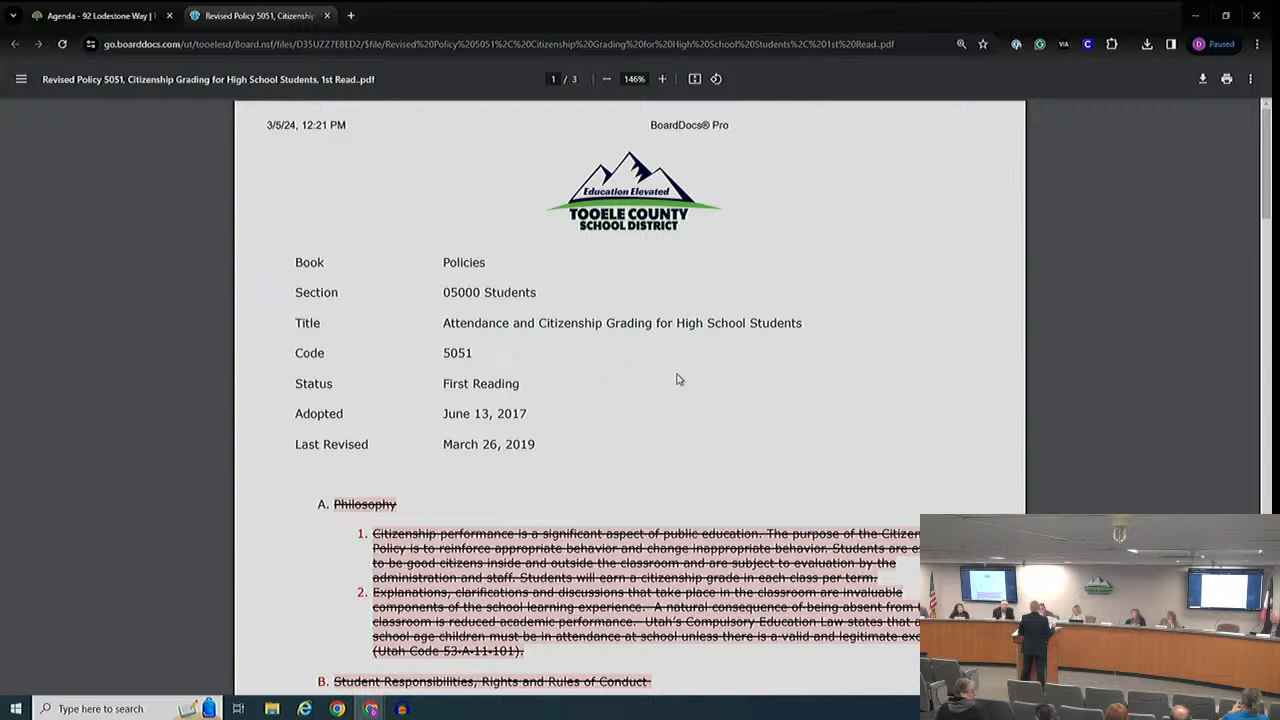 Agenda - 92 Lodestone Way |
Revised Policy 5051, Citizenship
go.boarddocs.com/ut/tooelesd/Board.nsf/files/D35UZZ7E8ED2/$file/Revised%20Policy%205051%2C%20Citizenship%20Grading%20for%20High%20School%20Students%2C%201st%20Read.pdf
VIA
C
D Paused
Revised Policy 5051, Citizenship Grading for High School Students, 1st Read..pdf
1 / 3
146%
3/5/24, 12:21 PM
BoardDocs® Pro
Education Elevated
TOOELE COUNTY
SCHOOL DISTRICT
Book Policies
Section 05000 Students
Title Attendance and Citizenship Grading for High School Students
Code 5051
Status First Reading
Adopted June 13, 2017
Last Revised March 26, 2019
A. Philosophy
1. Citizenship performance is a significant aspect of public education. The purpose of the Citizen
Policy is to reinforce appropriate behavior and change inappropriate behavior. Students are ex
to be good citizens inside and outside the classroom and are subject to evaluation by the
administration and staff. Students will earn a citizenship grade in each class per term.
2. Explanations, clarifications and discussions that take place in the classroom are invaluable
components of the school learning experience. A natural consequence of being absent from
classroom is reduced academic performance. Utah's Compulsory Education Law states that a
school age children must be in attendance at school unless there is a valid and legitimate exc
(Utah Code 53-A-11-101).
B. Student Responsibilities, Rights and Rules of Conduct
Type here to search